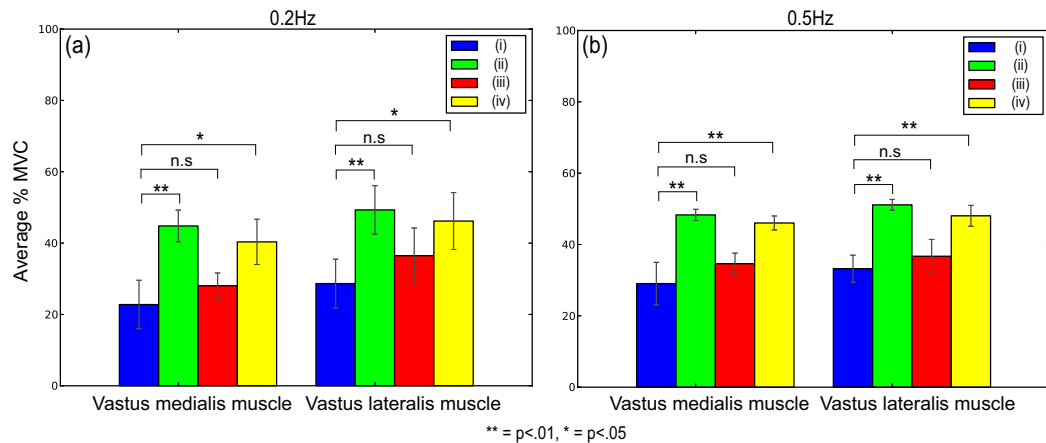 0.2Hz
(a)
(i)
(ii)
(iii)
(iv)
Average % MVC
100
80
60
40
20
0
*
n.s
**
*
n.s
**
Vastus medialis muscle
Vastus lateralis muscle
0.5Hz
(b)
(i)
(ii)
(iii)
(iv)
100
80
60
40
20
0
**
n.s
**
**
n.s
**
Vastus medialis muscle
Vastus lateralis muscle
** = p<.01, * = p<.05